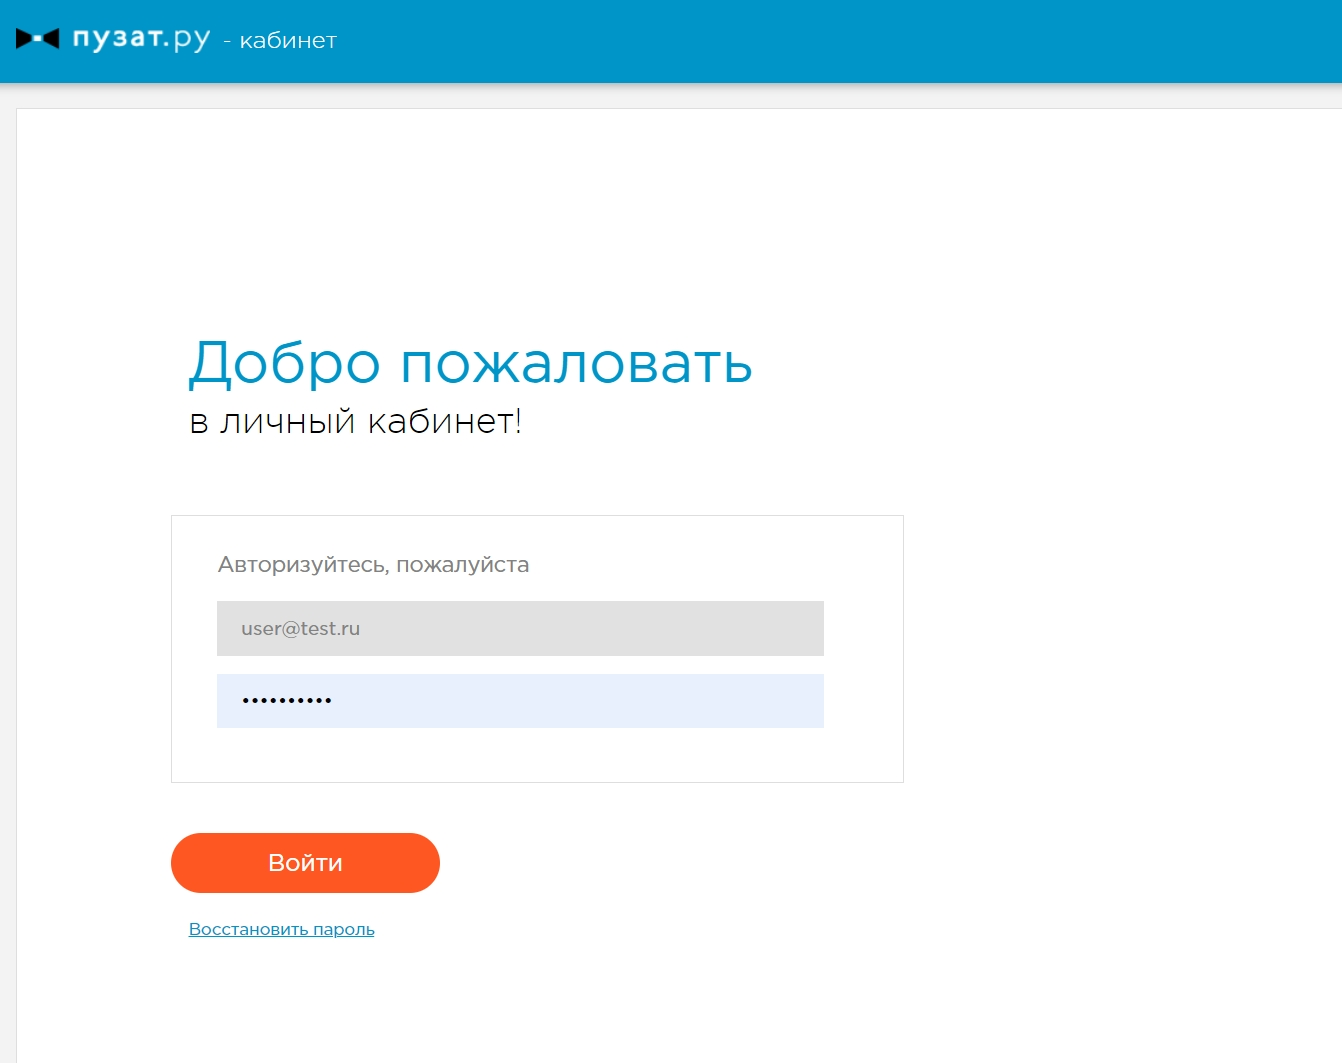 пузат.ру - кабинет
Добро пожаловать
в личный кабинет!
Авторизуйтесь, пожалуйста
user@test.ru
••••••••••
Войти
Восстановить пароль